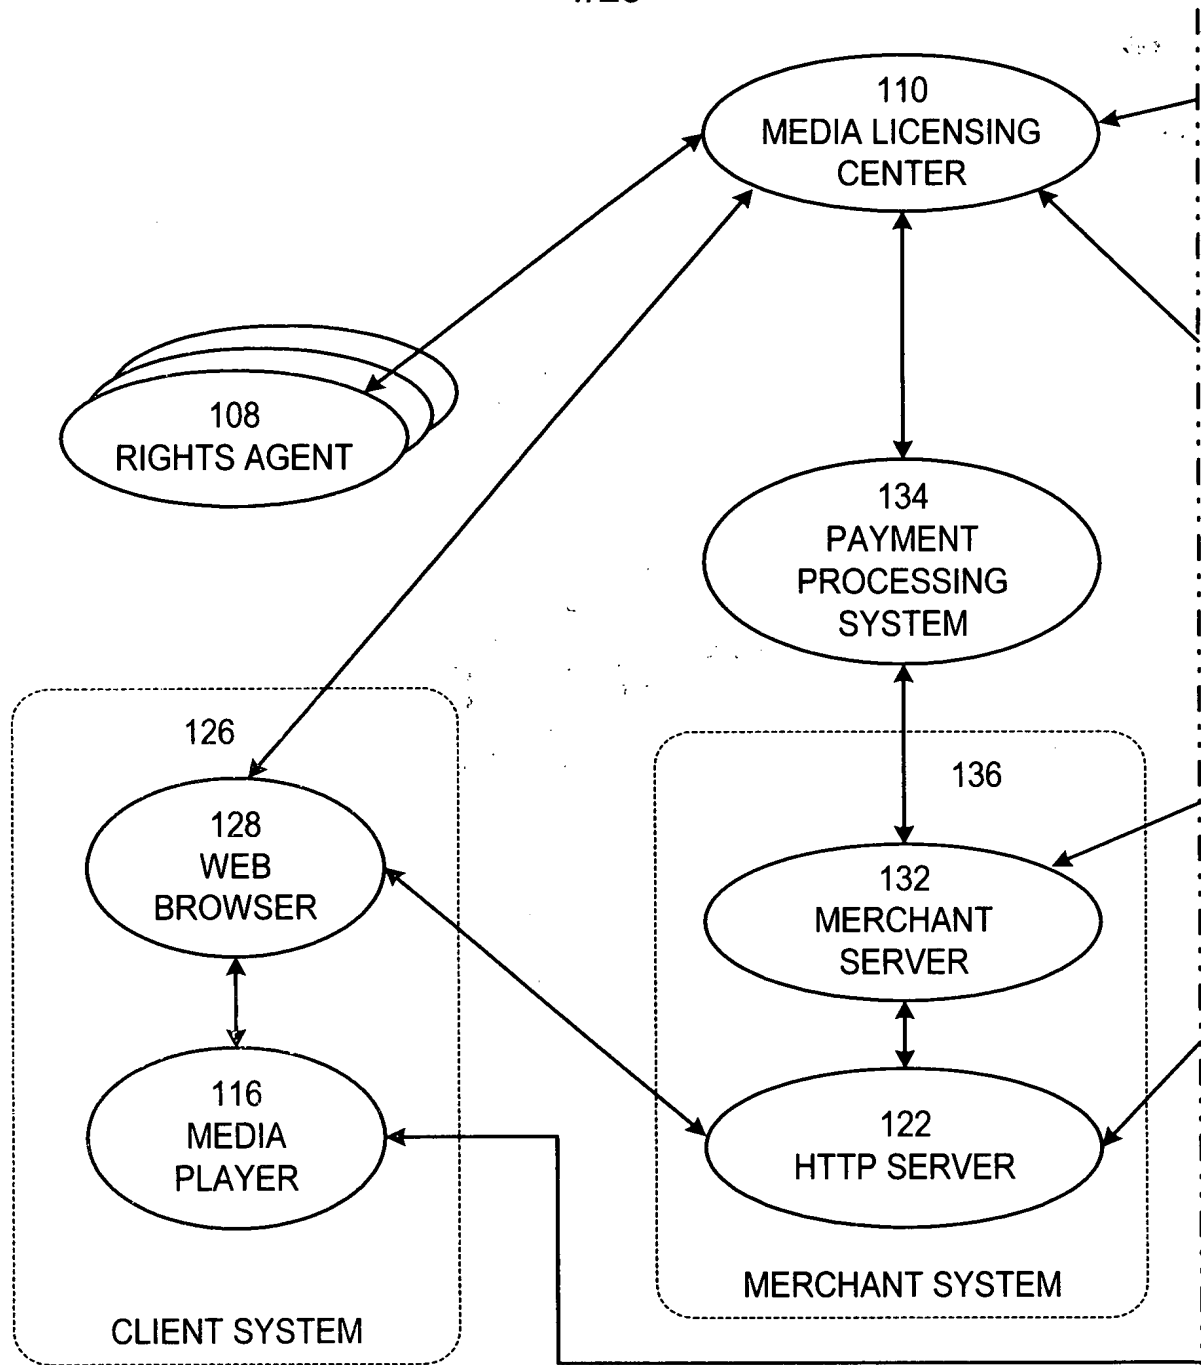 110
MEDIA LICENSING
CENTER
108
RIGHTS AGENT
134
PAYMENT
PROCESSING
SYSTEM
126
136
128
WEB
BROWSER
132
MERCHANT
SERVER
116
MEDIA
PLAYER
122
HTTP SERVER
MERCHANT SYSTEM
CLIENT SYSTEM